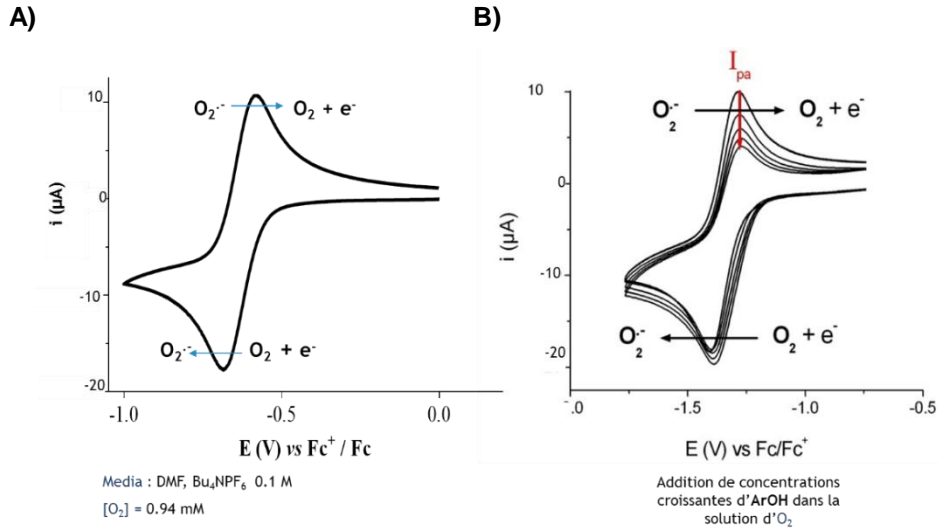 A)
B)
I_pa
10
0
-10
-20
i (µA)
O₂·⁻ O₂ + e⁻
O₂·⁻ O₂ + e⁻
-1.0 -0.5 0.0
E (V) vs Fc⁺ / Fc
Media : DMF, Bu₄NPF₆ 0.1 M
[O₂] = 0.94 mM
10
0
-10
-20
i (µA)
O₂·⁻ O₂ + e⁻
O₂·⁻ O₂ + e⁻
.0 -1.5 -1.0 -0.5
E (V) vs Fc/Fc⁺
Addition de concentrations
croissantes d'ArOH dans la
solution d'O₂